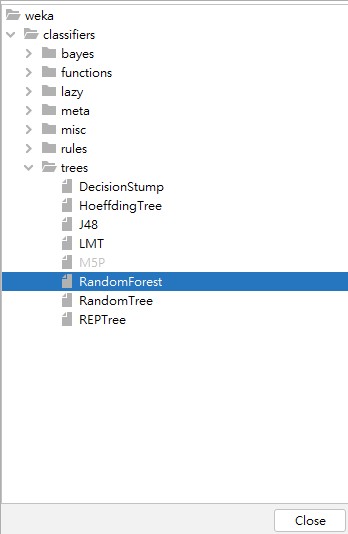 weka
classifiers
bayes
functions
lazy
meta
misc
rules
trees
DecisionStump
HoeffdingTree
J48
LMT
M5P
RandomForest
RandomTree
REPTree
Close